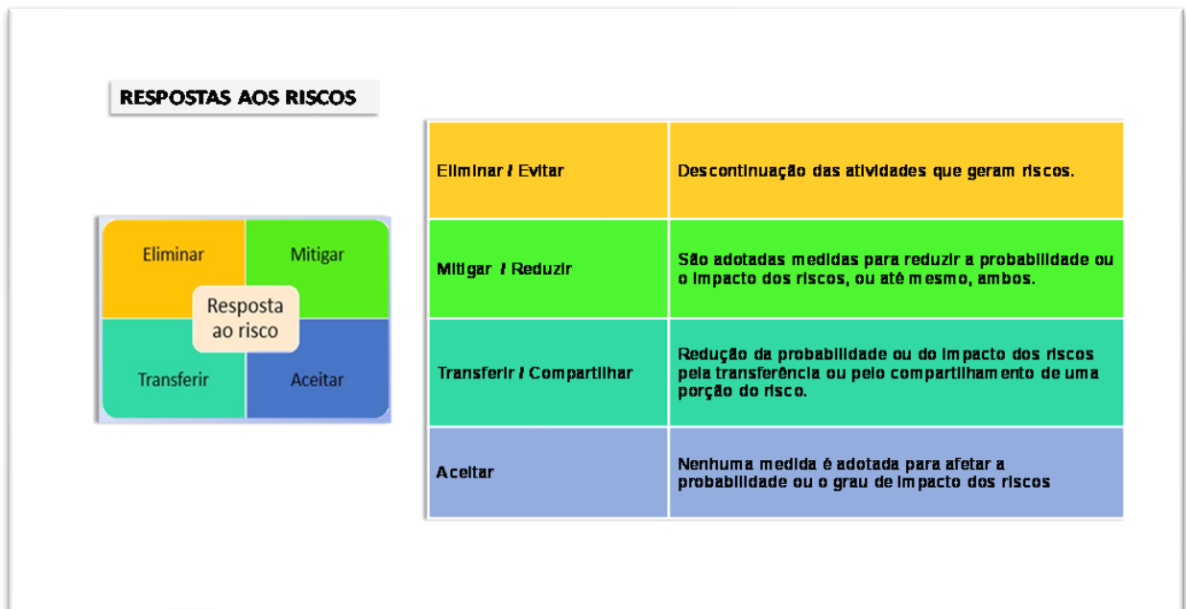 RESPOSTAS AOS RISCOS
Eliminar
Mitigar
Resposta
ao risco
Transferir
Aceitar
Eliminar / Evitar
Descontinuação das atividades que geram riscos.
Mitigar / Reduzir
São adotadas medidas para reduzir a probabilidade ou
o impacto dos riscos, ou até mesmo, ambos.
Transferir / Compartilhar
Redução da probabilidade ou do impacto dos riscos
pela transferência ou pelo compartilhamento de uma
porção do risco.
Aceitar
Nenhuma medida é adotada para afetar a
probabilidade ou o grau de impacto dos riscos